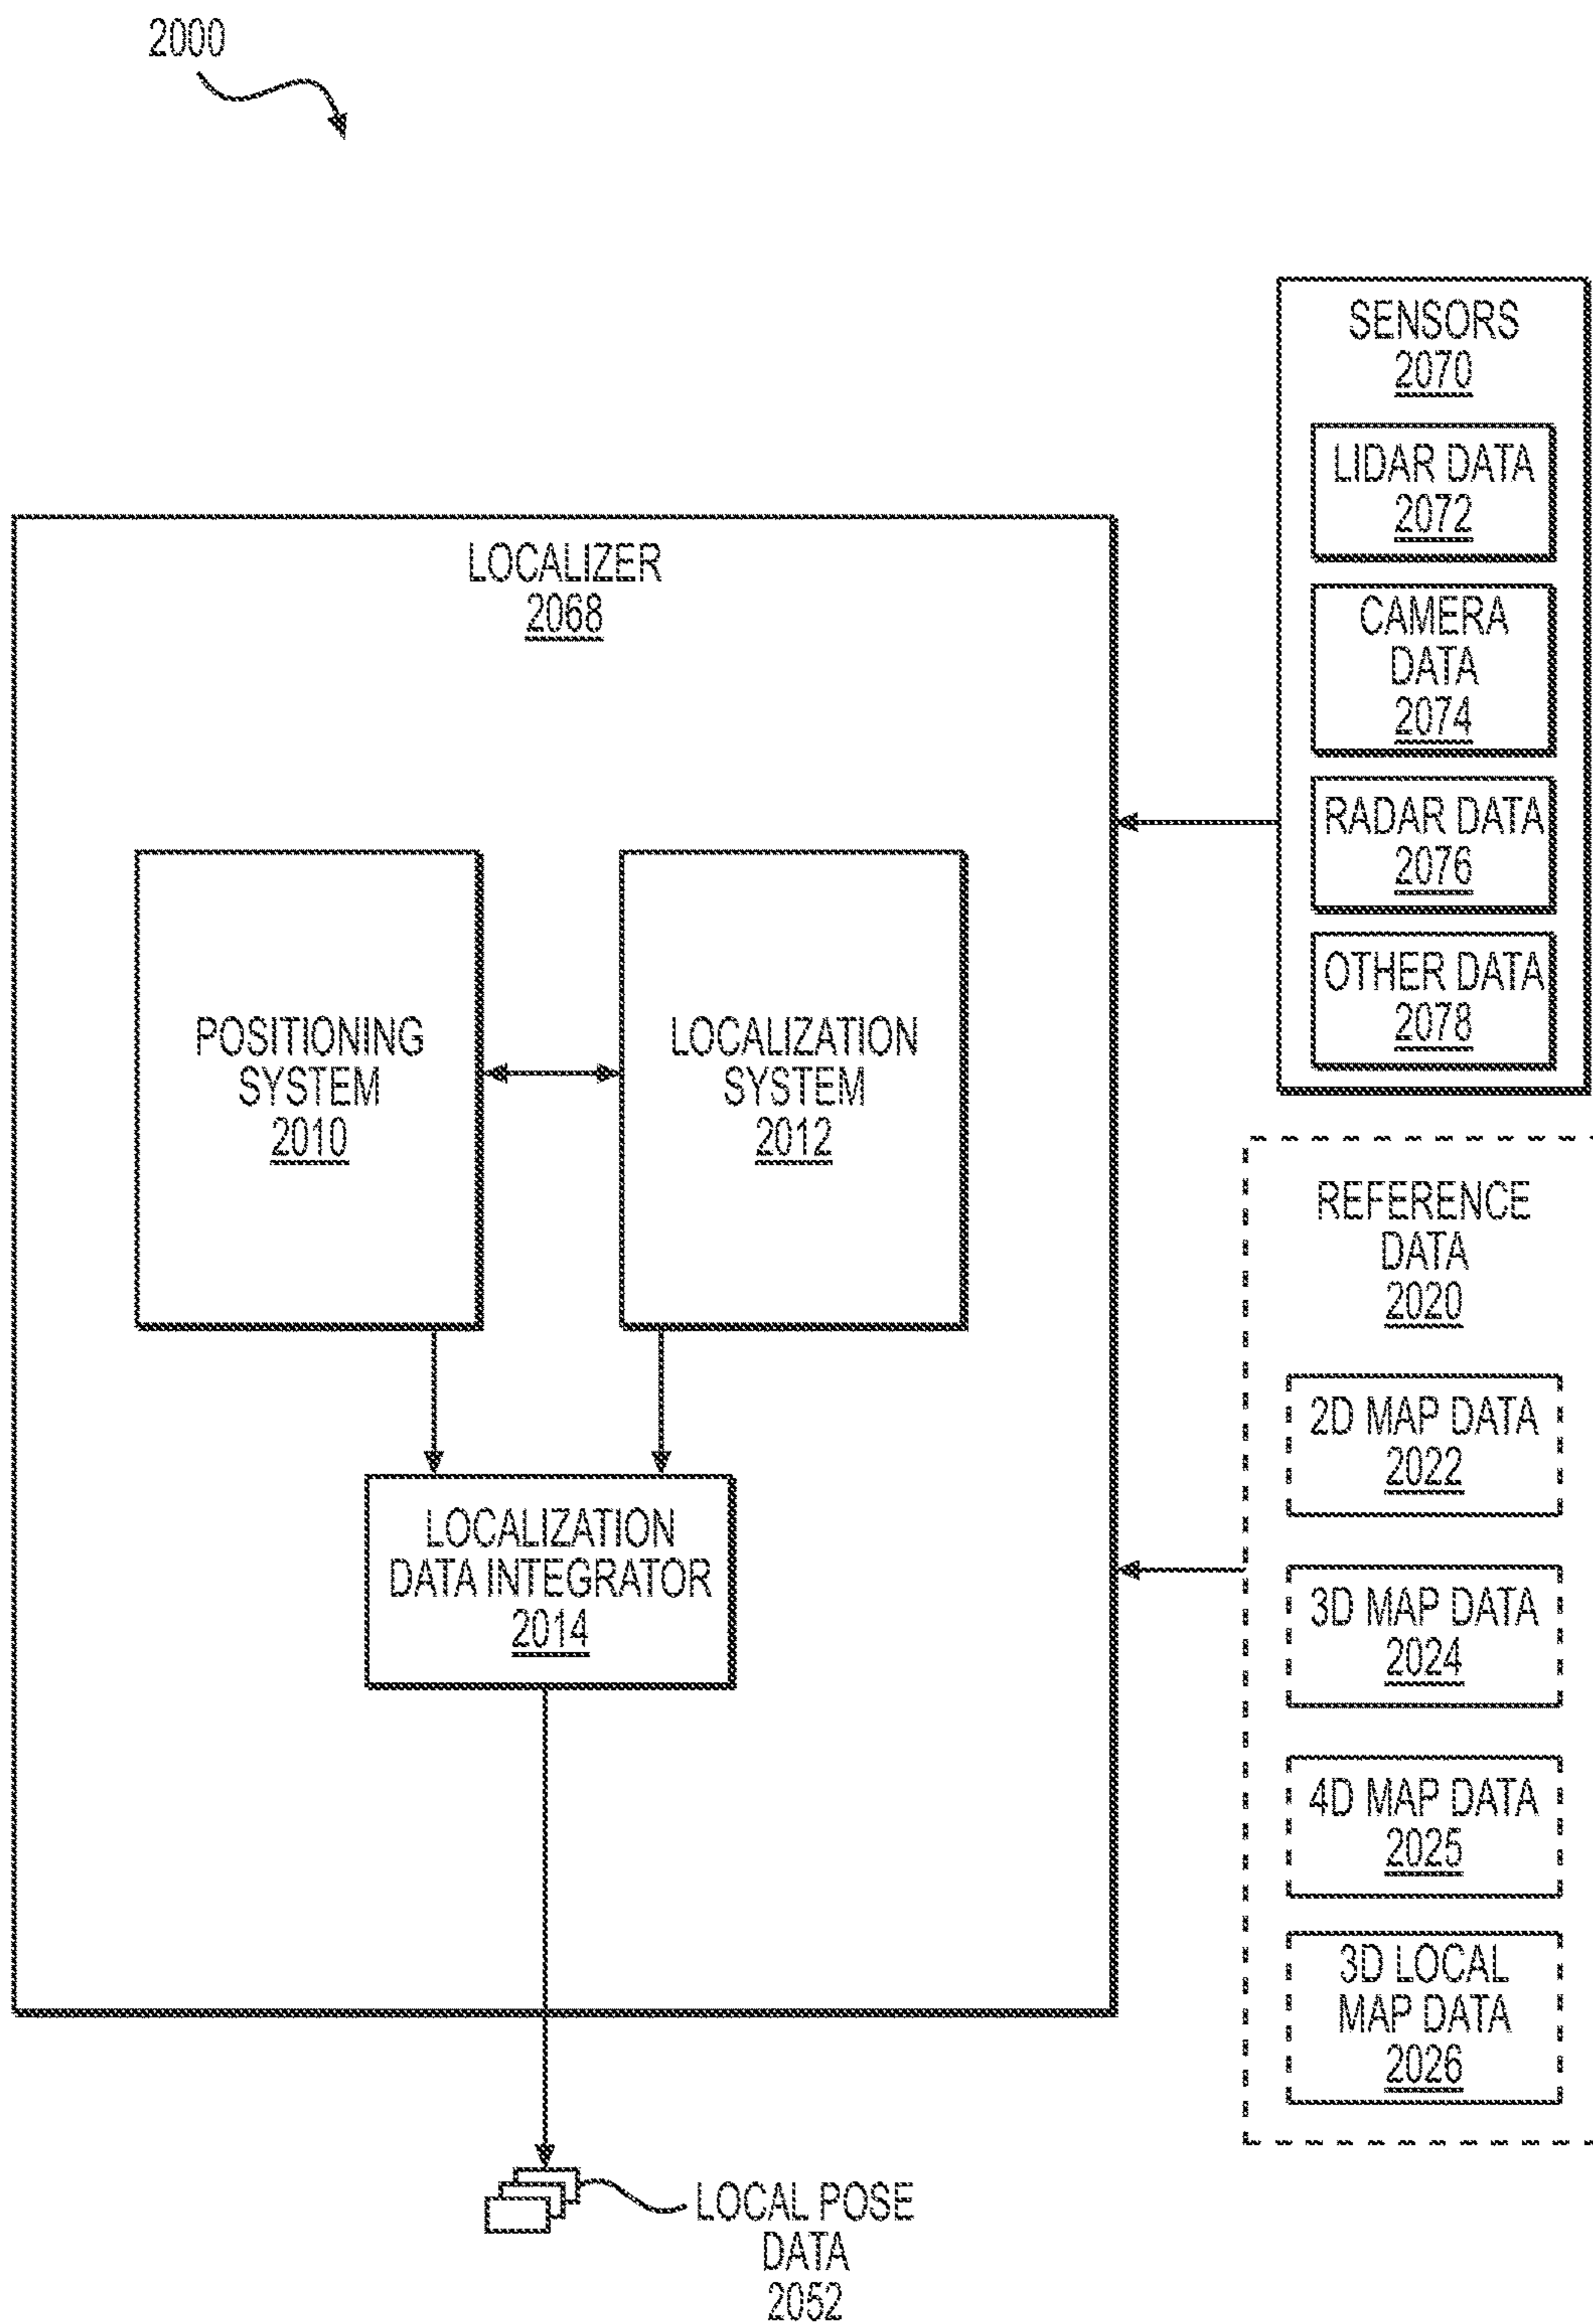 2000
SENSORS
2070
LIDAR DATA
2072
CAMERA
DATA
2074
RADAR DATA
2076
OTHER DATA
2078
LOCALIZER
2068
POSITIONING
SYSTEM
2010
LOCALIZATION
SYSTEM
2012
LOCALIZATION
DATA INTEGRATOR
2014
REFERENCE
DATA
2020
2D MAP DATA
2022
3D MAP DATA
2024
4D MAP DATA
2025
3D LOCAL
MAP DATA
2026
LOCAL POSE
DATA
2052